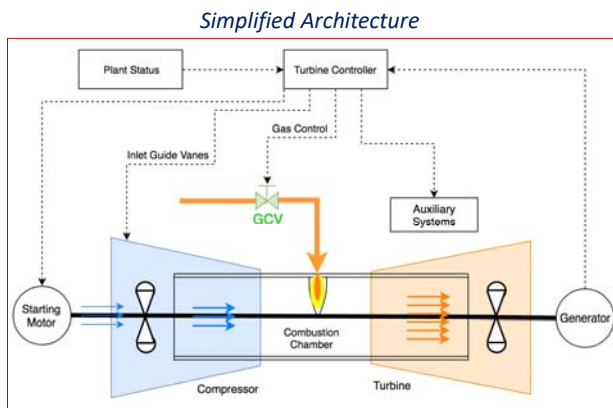 Simplified Architecture
Plant Status
Turbine Controller
Gas Control
Inlet Guide Vanes
GCV
Auxiliary
Systems
Starting
Motor
Combustion
Chamber
Generator
Compressor
Turbine